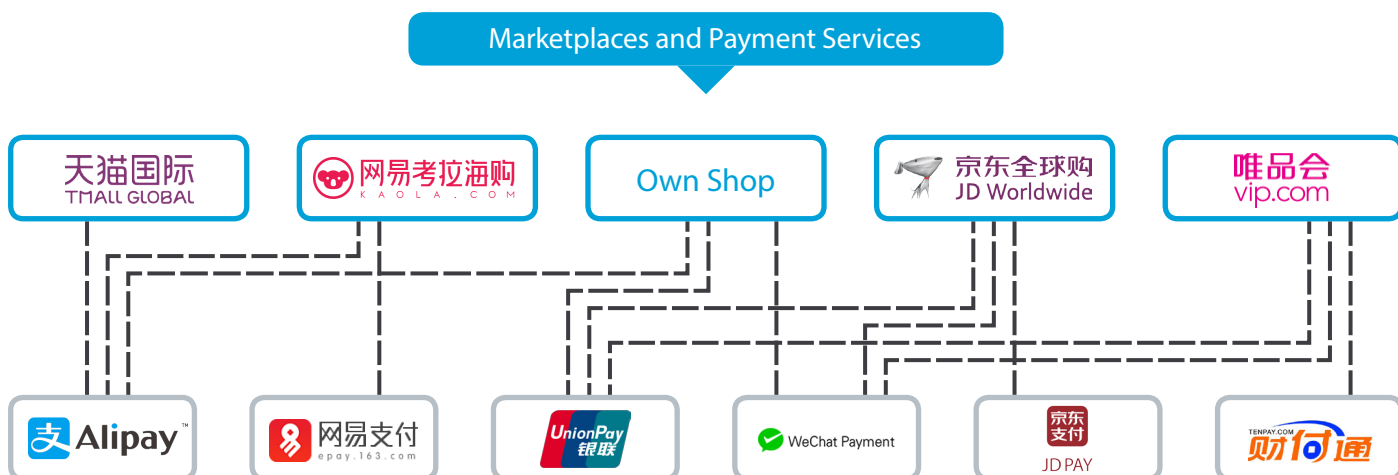 Marketplaces and Payment Services
天猫国际
TMALL GLOBAL
网易考拉海购
KAOLA.COM
Own Shop
京东全球购
JD Worldwide
唯品会
vip.com
支 Alipay™
网易支付
epay.163.com
UnionPay
银联
WeChat Payment
京东
支付
JD PAY
TENPAY.COM
财付通